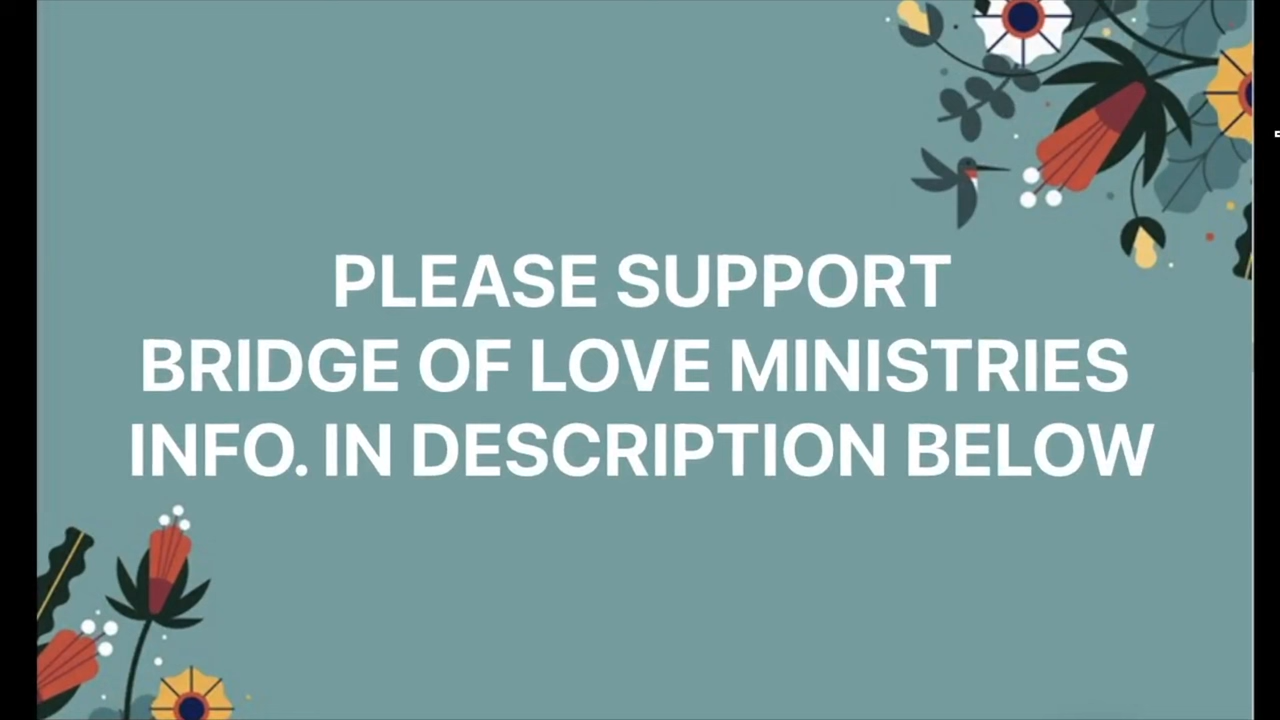 PLEASE SUPPORT
BRIDGE OF LOVE MINISTRIES
INFO. IN DESCRIPTION BELOW